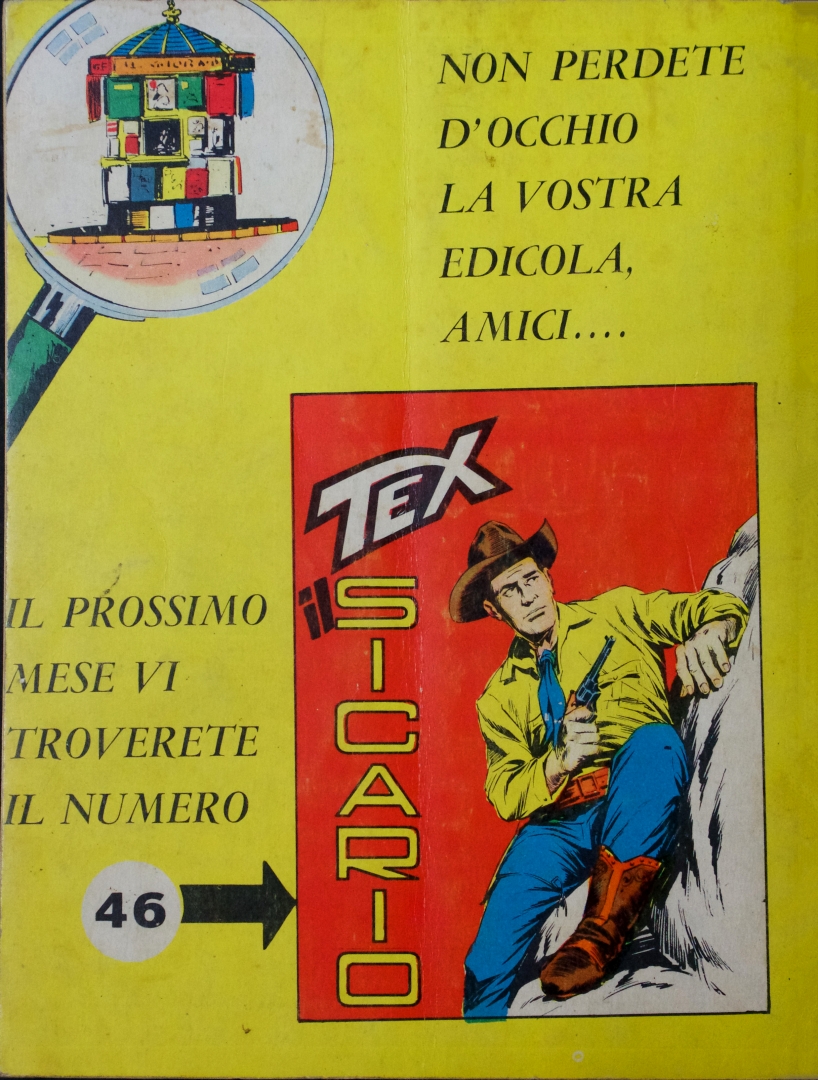 NON PERDETE
D'OCCHIO
LA VOSTRA
EDICOLA,
AMICI....
TEX
il
SICARIO
IL PROSSIMO
MESE VI
TROVERETE
IL NUMERO
46